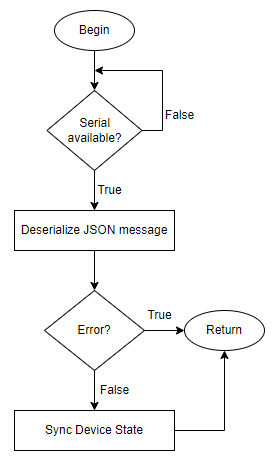 Begin
Serial
available?
False
True
Deserialize JSON message
Error?
True
Return
False
Sync Device State